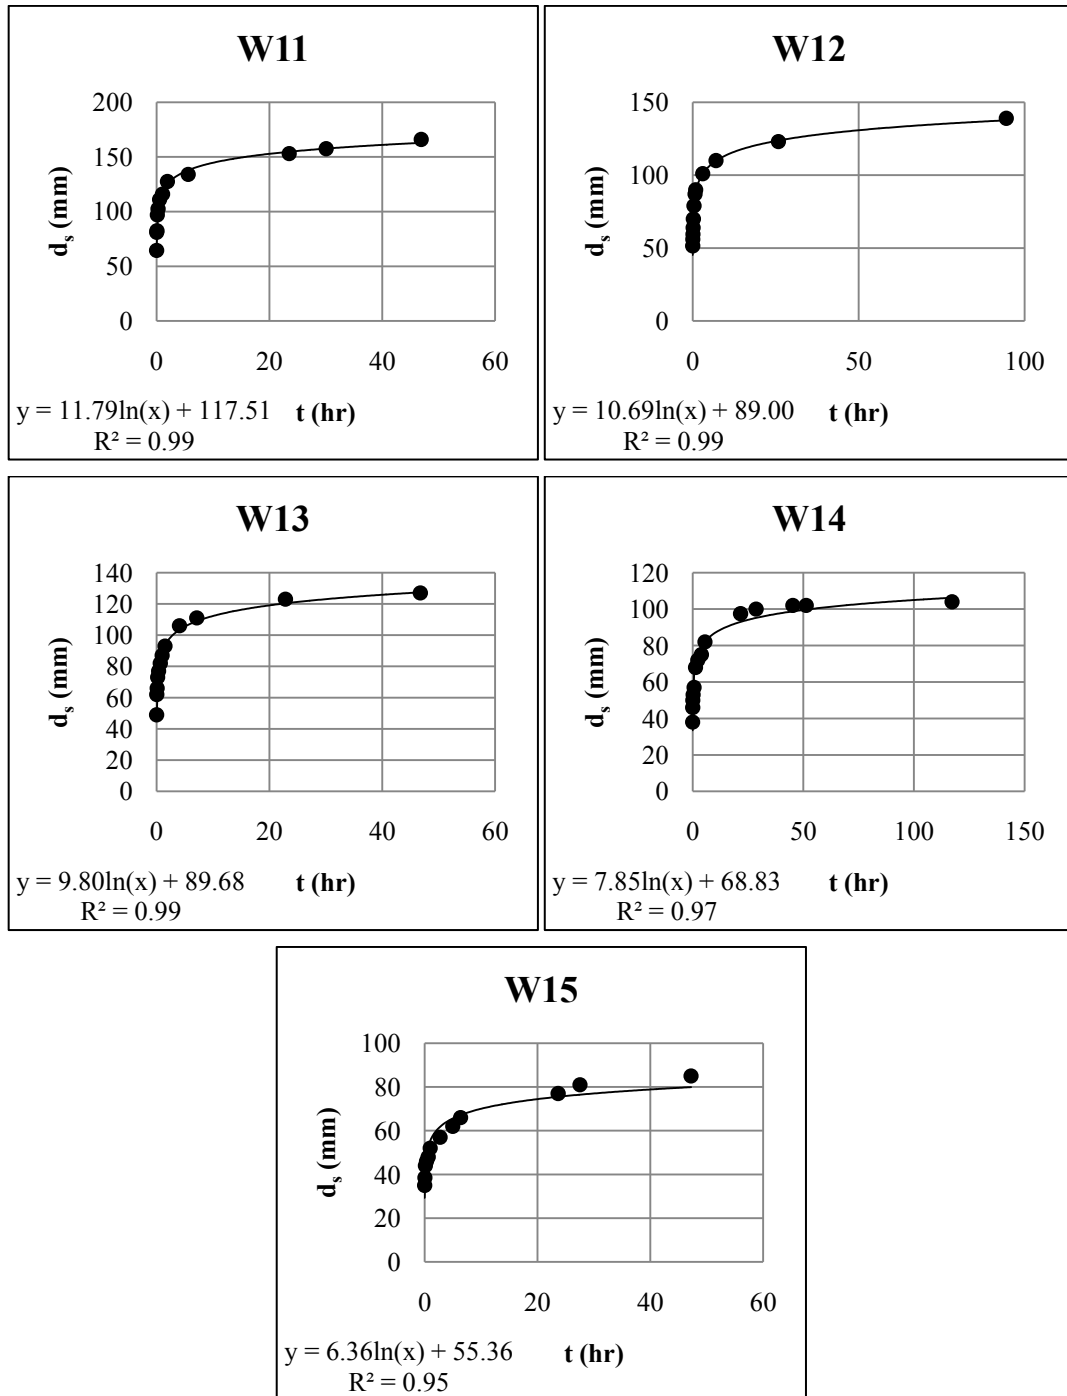 W11
200
150
100
50
0
d_s (mm)
0 20 40 60
y = 11.79ln(x) + 117.51 t (hr)
R² = 0.99
W12
150
100
50
0
d_s (mm)
0 50 100
y = 10.69ln(x) + 89.00 t (hr)
R² = 0.99
W13
140
120
100
80
60
40
20
0
d_s (mm)
0 20 40 60
y = 9.80ln(x) + 89.68 t (hr)
R² = 0.99
W14
120
100
80
60
40
20
0
d_s (mm)
0 50 100 150
y = 7.85ln(x) + 68.83 t (hr)
R² = 0.97
W15
100
80
60
40
20
0
d_s (mm)
0 20 40 60
y = 6.36ln(x) + 55.36 t (hr)
R² = 0.95